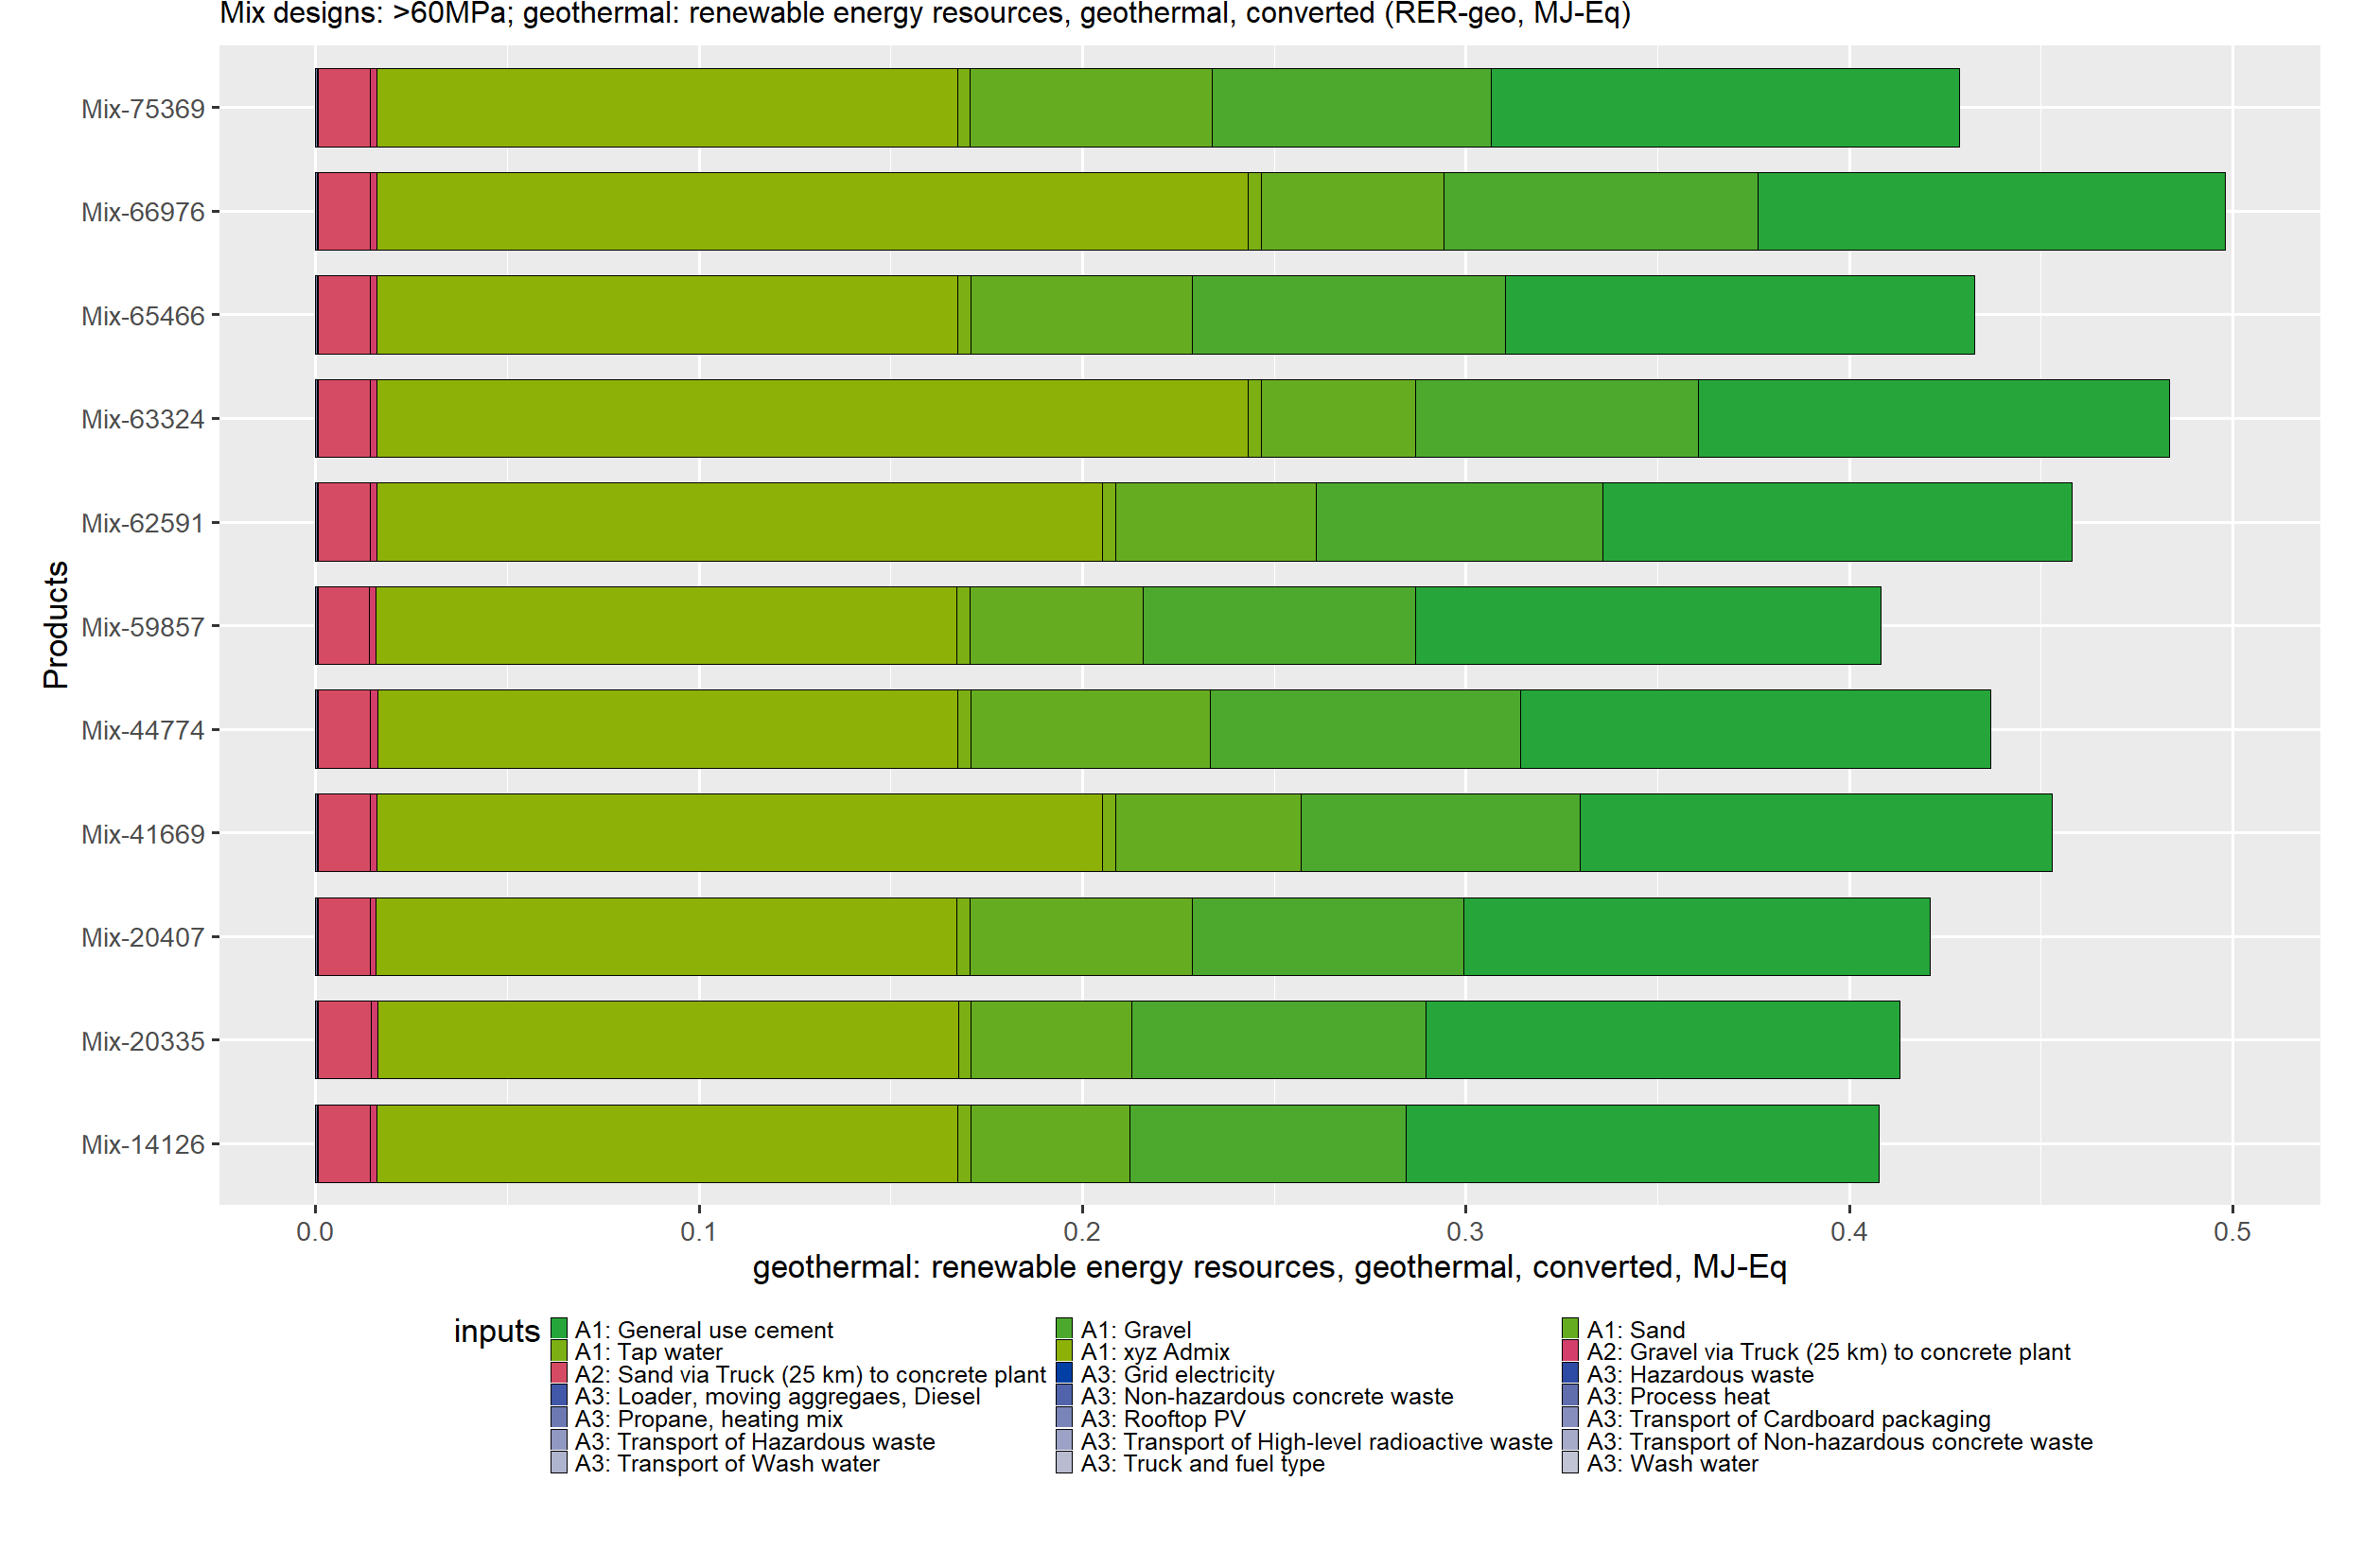 Mix designs: >60MPa; geothermal: renewable energy resources, geothermal, converted (RER-geo, MJ-Eq)
Products
Mix-75369
Mix-66976
Mix-65466
Mix-63324
Mix-62591
Mix-59857
Mix-44774
Mix-41669
Mix-20407
Mix-20335
Mix-14126
0.0 0.1 0.2 0.3 0.4 0.5
geothermal: renewable energy resources, geothermal, converted, MJ-Eq
inputs
A1: General use cement A1: Gravel A1: Sand
A1: Tap water A1: xyz Admix A2: Gravel via Truck (25 km) to concrete plant
A2: Sand via Truck (25 km) to concrete plant A3: Grid electricity A3: Hazardous waste
A3: Loader, moving aggregaes, Diesel A3: Non-hazardous concrete waste A3: Process heat
A3: Propane, heating mix A3: Rooftop PV A3: Transport of Cardboard packaging
A3: Transport of Hazardous waste A3: Transport of High-level radioactive waste A3: Transport of Non-hazardous concrete waste
A3: Transport of Wash water A3: Truck and fuel type A3: Wash water